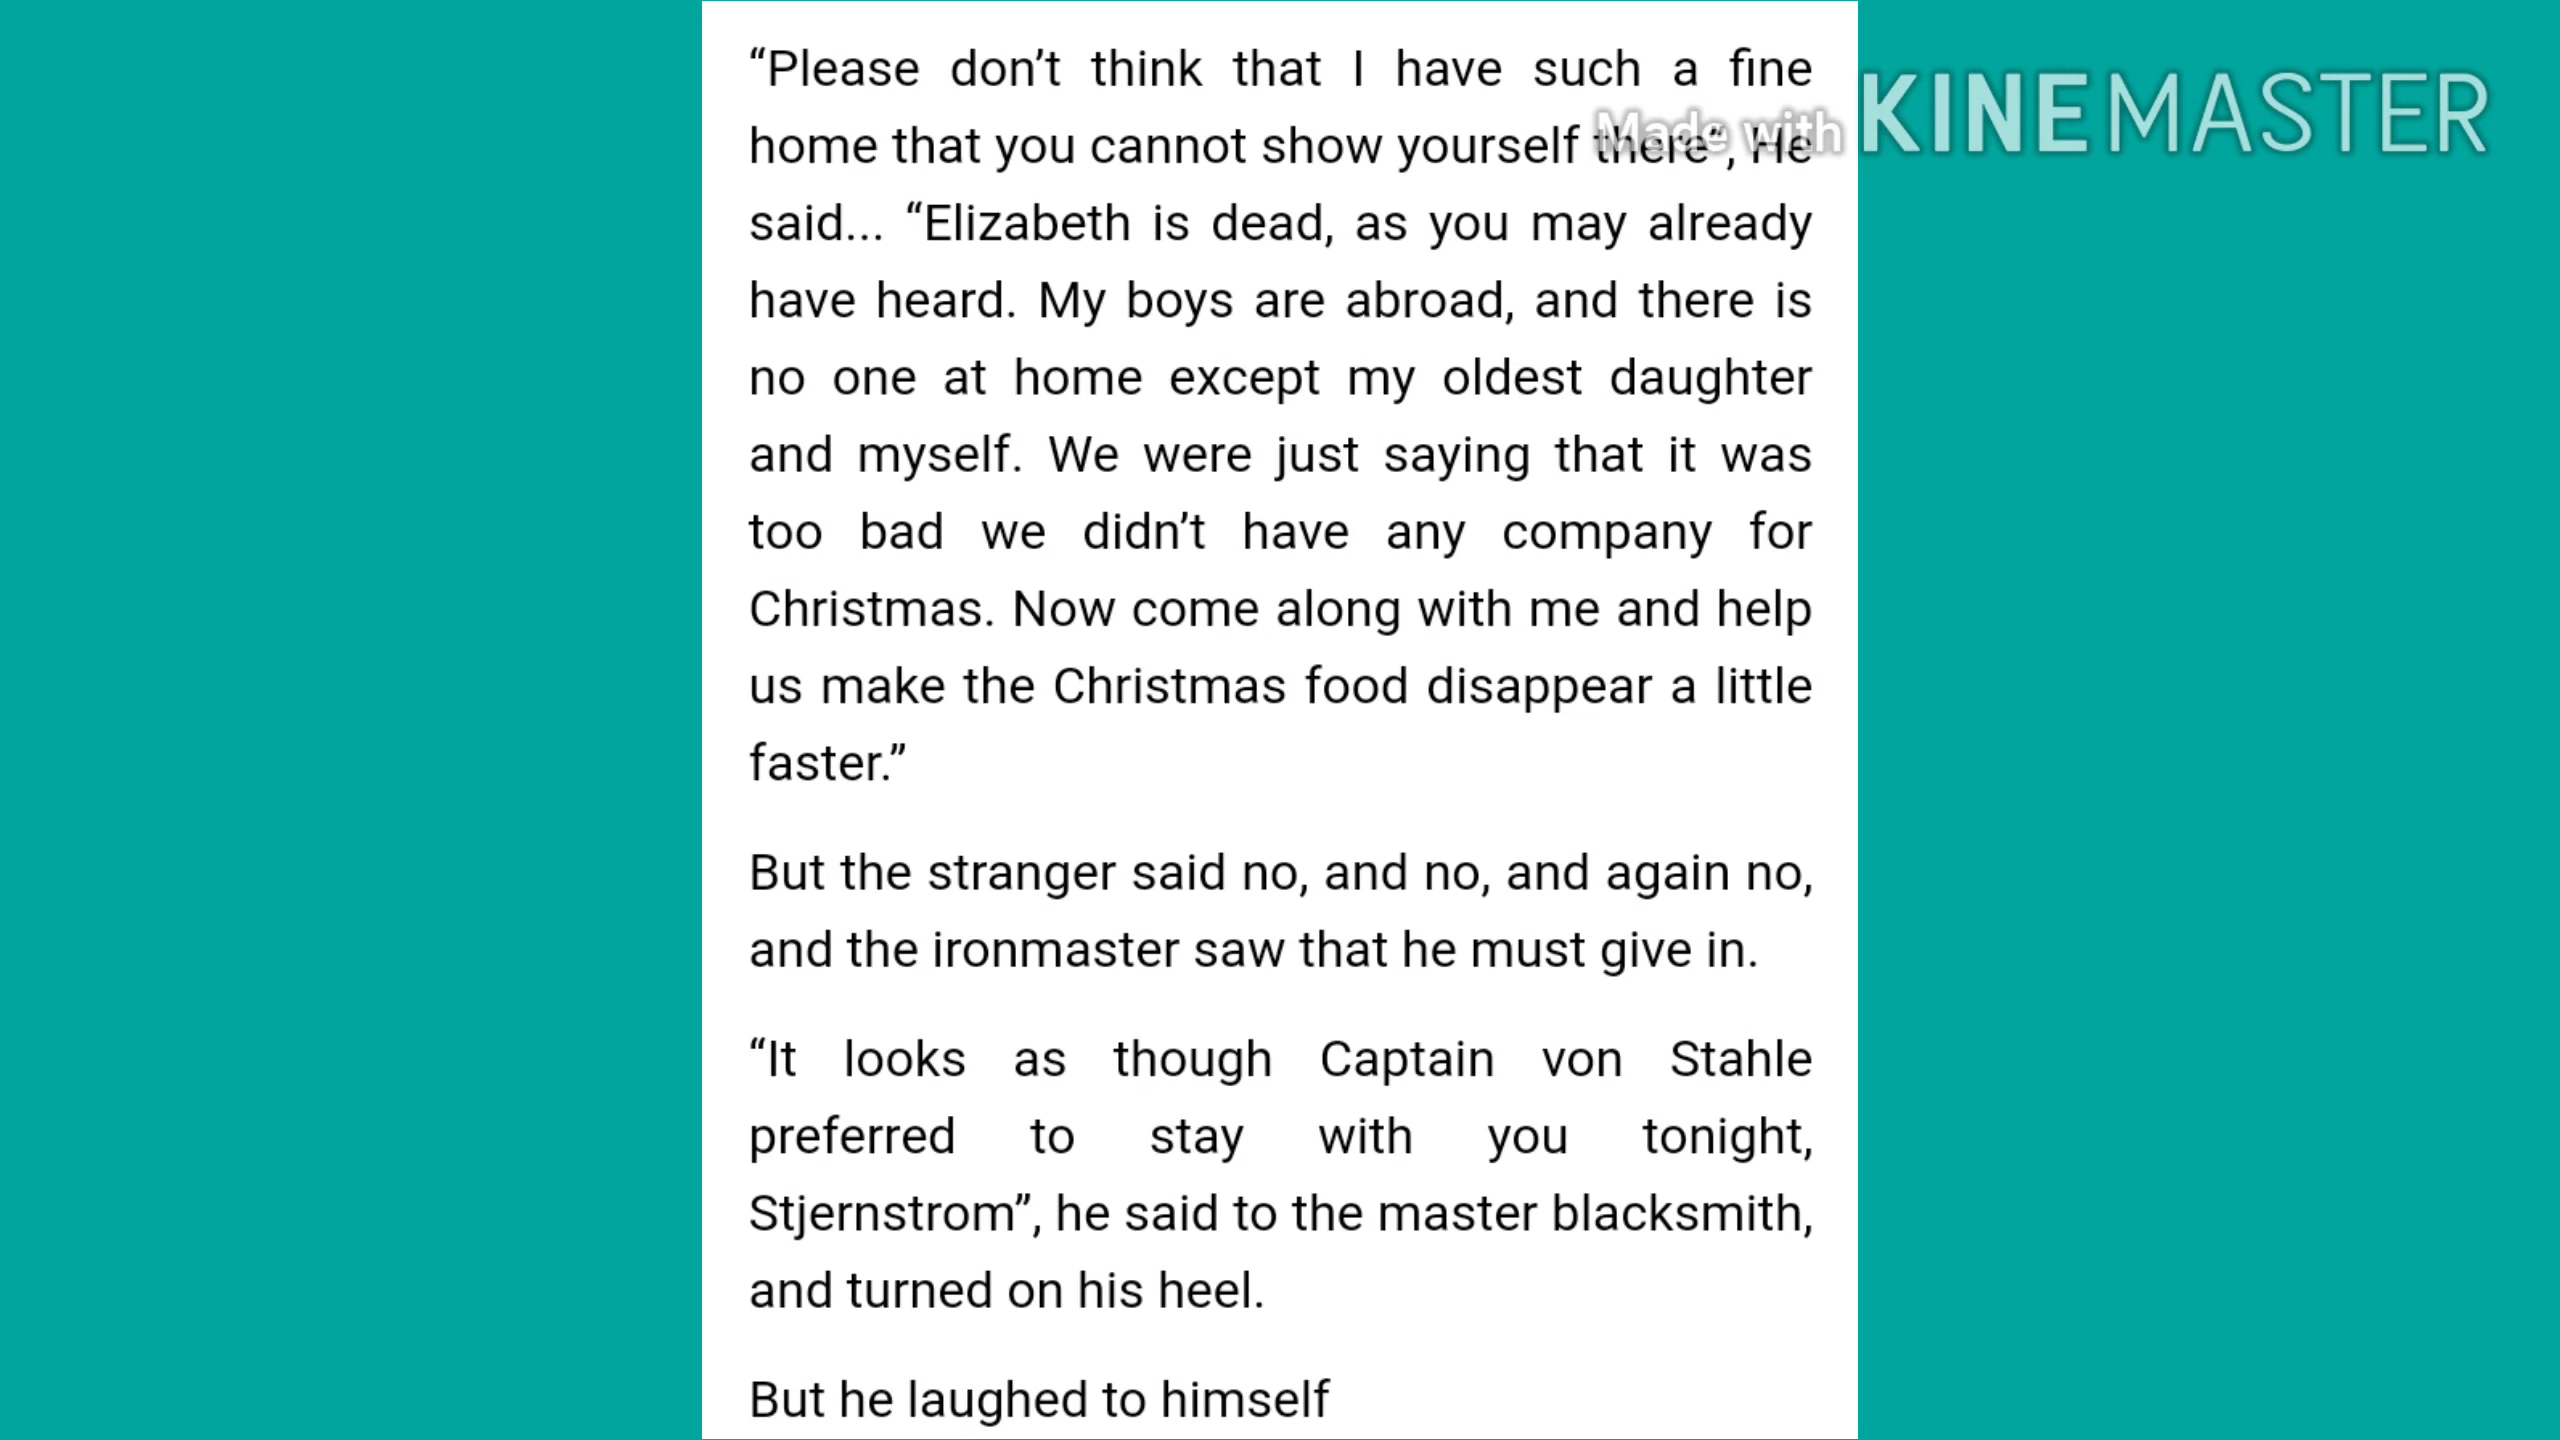 “Please don’t think that I have such a fine
home that you cannot show yourself there”, He
Made with KINEMASTER
said... “Elizabeth is dead, as you may already
have heard. My boys are abroad, and there is
no one at home except my oldest daughter
and myself. We were just saying that it was
too bad we didn’t have any company for
Christmas. Now come along with me and help
us make the Christmas food disappear a little
faster.”
But the stranger said no, and no, and again no,
and the ironmaster saw that he must give in.
“It looks as though Captain von Stahle
preferred to stay with you tonight,
Stjernstrom”, he said to the master blacksmith,
and turned on his heel.
But he laughed to himself